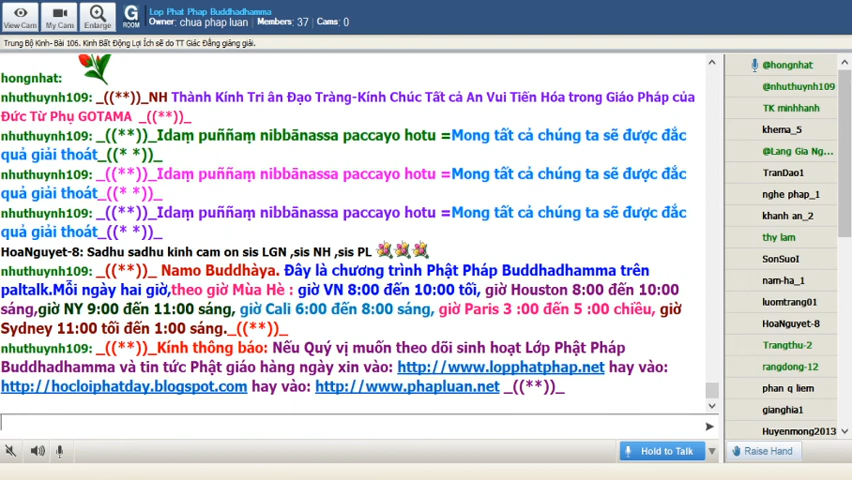 View Cam
My Cam
Enlarge
G
ROOM
Lop Phat Phap Buddhadhamma
Owner: chua phap luan Members: 37 Cams: 0
Trung Bộ Kinh- Bài 106. Kinh Bất Động Lợi Ích sẽ do TT Giác Đẳng giảng giải.
hongnhat:
nhuthuynh109: _((**))_NH Thành Kính Tri ân Đạo Tràng-Kính Chúc Tất cả An Vui Tiến Hóa trong Giáo Pháp của
Đức Từ Phụ GOTAMA _((**))_
nhuthuynh109: _((**))_Idaṃ puññaṃ nibbānassa paccayo hotu =Mong tất cả chúng ta sẽ được đắc
quả giải thoát_((* *))_
nhuthuynh109: _((**))_Idaṃ puññaṃ nibbānassa paccayo hotu =Mong tất cả chúng ta sẽ được đắc
quả giải thoát_((* *))_
nhuthuynh109: _((**))_Idaṃ puññaṃ nibbānassa paccayo hotu =Mong tất cả chúng ta sẽ được đắc
quả giải thoát_((* *))_
HoaNguyet-8: Sadhu sadhu kinh cam on sis LGN ,sis NH ,sis PL
nhuthuynh109: _((**))_ Namo Buddhàya. Đây là chương trình Phật Pháp Buddhadhamma trên
paltalk.Mỗi ngày hai giờ,theo giờ Mùa Hè : giờ VN 8:00 đến 10:00 tối, giờ Houston 8:00 đến 10:00
sáng,giờ NY 9:00 đến 11:00 sáng, giờ Cali 6:00 đến 8:00 sáng, giờ Paris 3 :00 đến 5 :00 chiều, giờ
Sydney 11:00 tối đến 1:00 sáng._((**))_
nhuthuynh109: _((**))_Kính thông báo: Nếu Quý vị muốn theo dõi sinh hoạt Lớp Phật Pháp
Buddhadhamma và tin tức Phật giáo hàng ngày xin vào: http://www.lopphatphap.net hay vào:
http://hocloiphatday.blogspot.com hay vào: http://www.phapluan.net _((**))_
Hold to Talk
@hongnhat
@nhuthuynh109
TK minhhanh
khema_5
@Lang Gia Ng...
TranDao1
nghe phap_1
khanh an_2
thy lam
SonSuoI
nam-ha_1
luomtrang01
HoaNguyet-8
Trangthu-2
rangdong-12
phan q liem
gianghia1
Huyenmong2013
Raise Hand